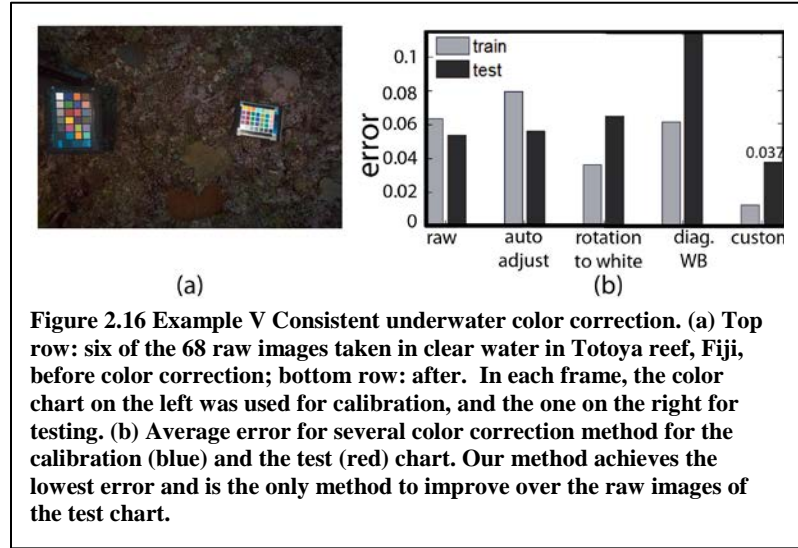 0.1
0.08
0.06
0.04
0.02
0
error
train
test
0.037
raw
auto adjust
rotation to white
diag. WB
custom
(a)
(b)
Figure 2.16 Example V Consistent underwater color correction. (a) Top
row: six of the 68 raw images taken in clear water in Totoya reef, Fiji,
before color correction; bottom row: after. In each frame, the color
chart on the left was used for calibration, and the one on the right for
testing. (b) Average error for several color correction method for the
calibration (blue) and the test (red) chart. Our method achieves the
lowest error and is the only method to improve over the raw images of
the test chart.